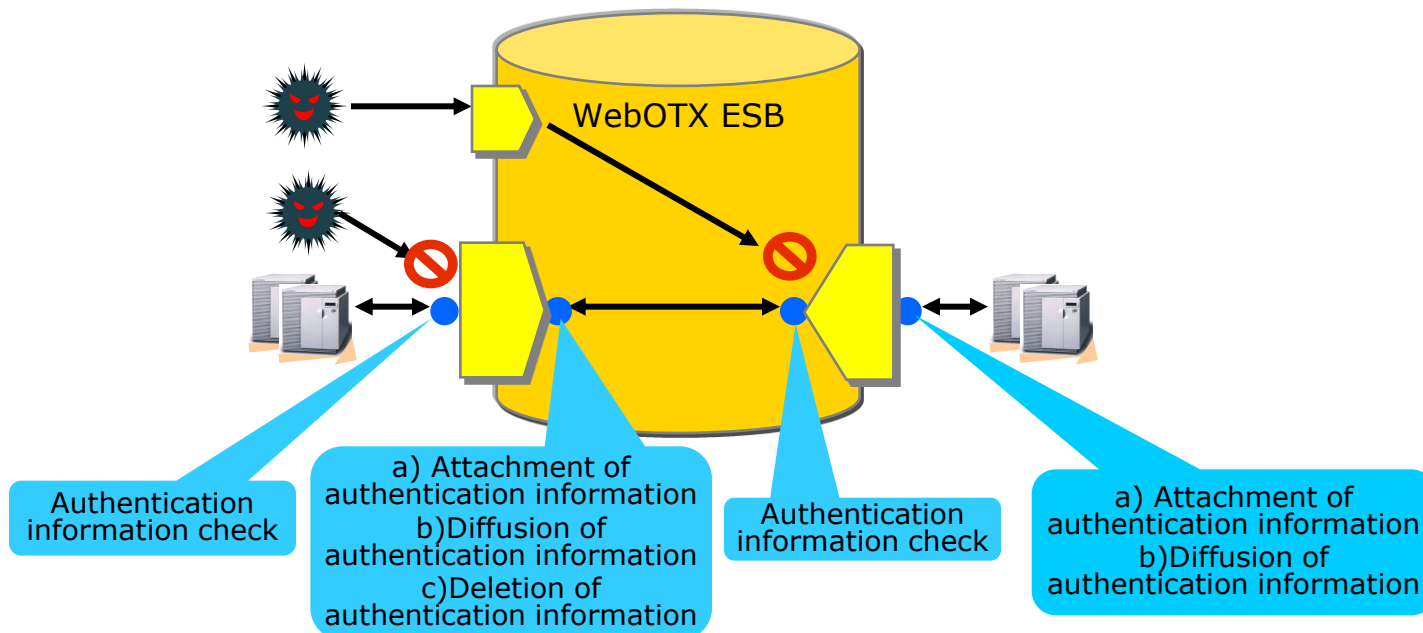 WebOTX ESB
Authentication
information check
a) Attachment of
authentication information
b)Diffusion of
authentication information
c)Deletion of
authentication information
Authentication
information check
a) Attachment of
authentication information
b)Diffusion of
authentication information